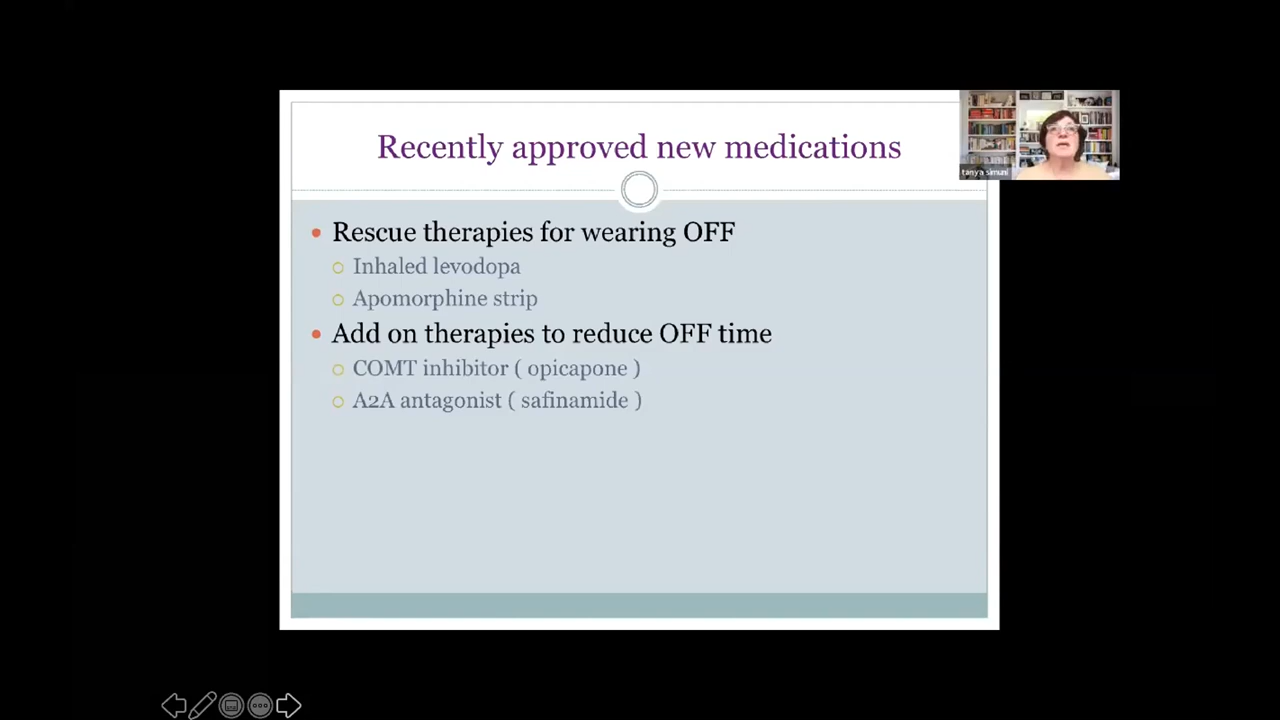 Recently approved new medications
tanya simuni
Rescue therapies for wearing OFF
Inhaled levodopa
Apomorphine strip
Add on therapies to reduce OFF time
COMT inhibitor ( opicapone )
A2A antagonist ( safinamide )